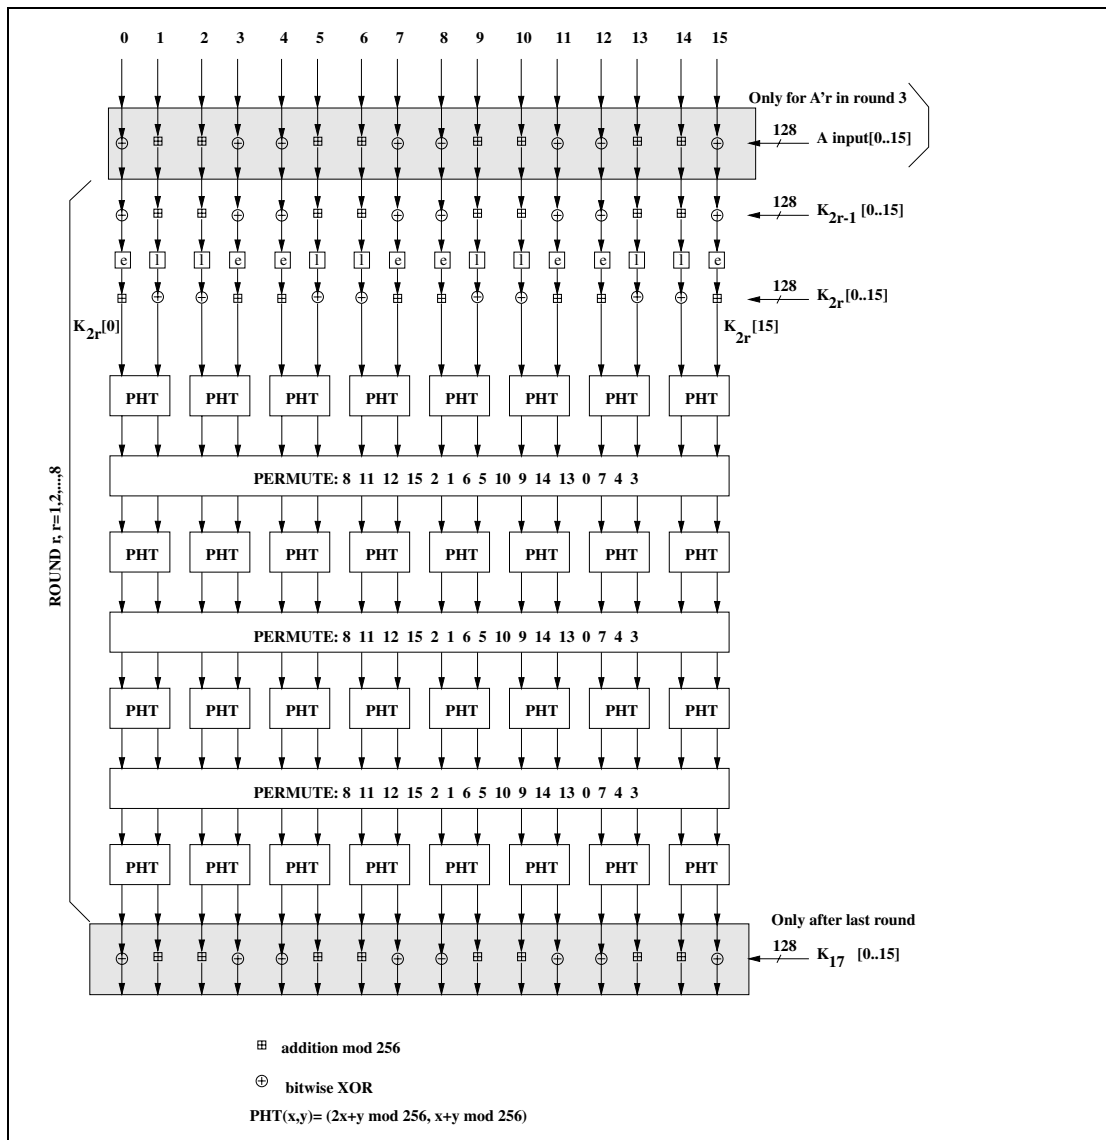 0 1 2 3 4 5 6 7 8 9 10 11 12 13 14 15
Only for A'r in round 3
128 A input[0..15]
128 K2r-1 [0..15]
e l l e e l l e e l l e e l l e
128 K2r[0..15]
K2r[0] K2r[15]
PHT PHT PHT PHT PHT PHT PHT PHT
PERMUTE: 8 11 12 15 2 1 6 5 10 9 14 13 0 7 4 3
ROUND r, r=1,2,...,8
PHT PHT PHT PHT PHT PHT PHT PHT
PERMUTE: 8 11 12 15 2 1 6 5 10 9 14 13 0 7 4 3
PHT PHT PHT PHT PHT PHT PHT PHT
PERMUTE: 8 11 12 15 2 1 6 5 10 9 14 13 0 7 4 3
PHT PHT PHT PHT PHT PHT PHT PHT
Only after last round
128 K17 [0..15]
⊞ addition mod 256
⊕ bitwise XOR
PHT(x,y)= (2x+y mod 256, x+y mod 256)